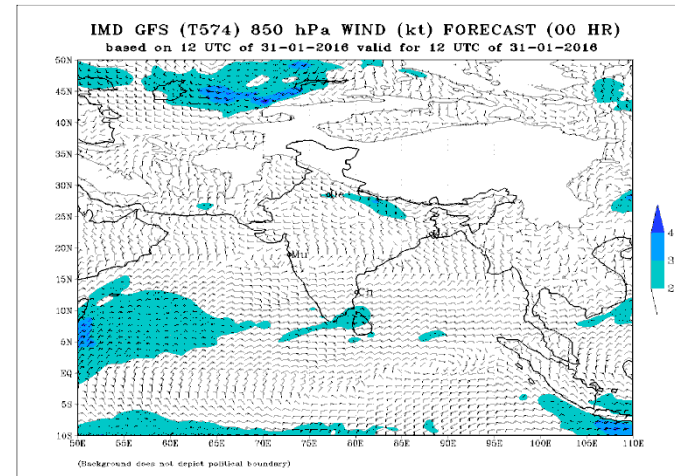 IMD GFS (T574) 850 hPa WIND (kt) FORECAST (00 HR)
based on 12 UTC of 31-01-2016 valid for 12 UTC of 31-01-2016
50N
45N
40N
35N
30N
25N
20N
15N
10N
5N
5S
10S
Mu
4
3
2
50E 55E 60E 65E 70E 75E 80E 85E 90E 95E 100E 105E 110E
(Background does not depict political boundary)